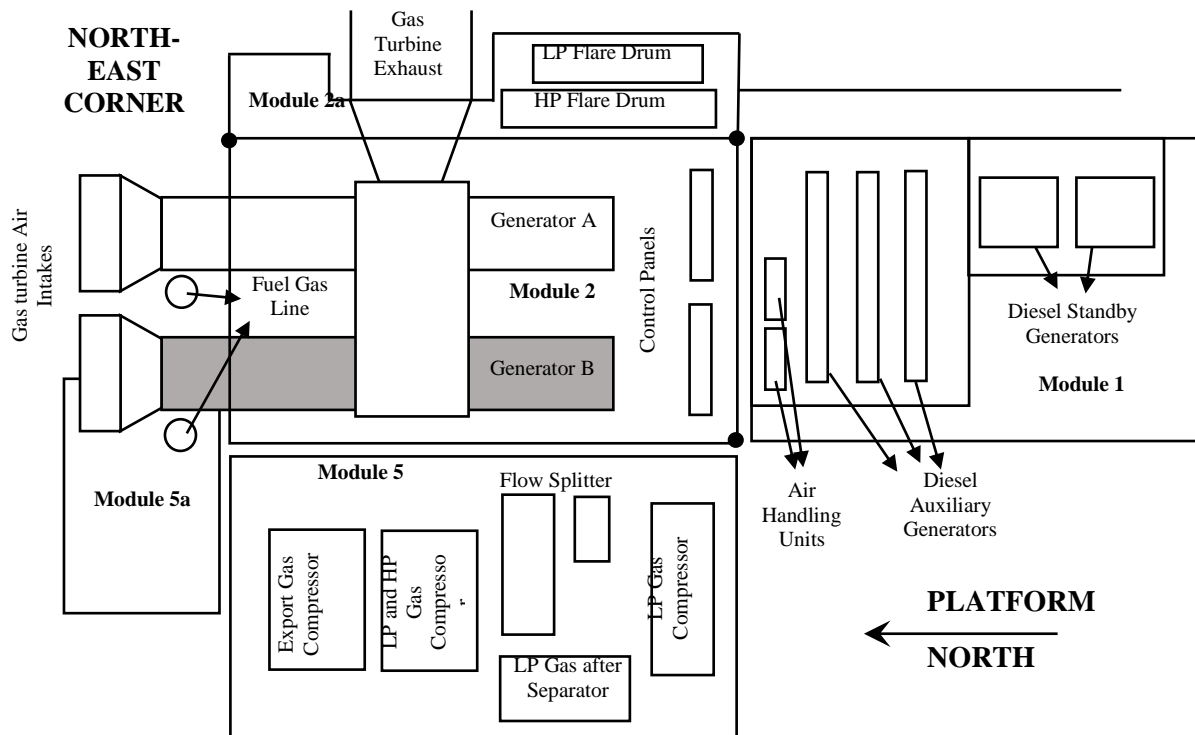 NORTH-
EAST
CORNER
Gas
Turbine
Exhaust
LP Flare Drum
HP Flare Drum
Module 2a
Gas turbine Air
Intakes
Generator A
Fuel Gas
Line
Module 2
Generator B
Control Panels
Diesel Standby
Generators
Module 1
Module 5
Module 5a
Flow Splitter
Air
Handling
Units
Diesel
Auxiliary
Generators
Export Gas
Compressor
LP and HP
Gas
Compresso
r
LP Gas
Compressor
LP Gas after
Separator
PLATFORM
NORTH